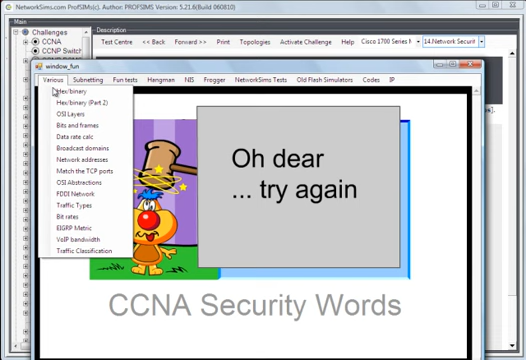 NetworkSims.com ProfSIMs(c). Author: PROFSIMS Version: 5.21.6(Build 060810)
Main
Challenges
CCNA
CCNP Switch
Description
Test Centre << Back Forward >> Print Topologies Activate Challenge Help Cisco 1700 Series 14.Network Securit
window_fun
Various Subnetting Fun tests Hangman NIS Frogger NetworkSims Tests Old Flash Simulators Codes IP
Hex/binary
Hex/binary (Part 2)
OSI Layers
Bits and frames
Data rate calc
Broadcast domains
Network addresses
Match the TCP ports
OSI Abstractions
FDDI Network
Traffic Types
Bit rates
EIGRP Metric
VoIP bandwidth
Traffic Classification
Oh dear
... try again
CCNA Security Words